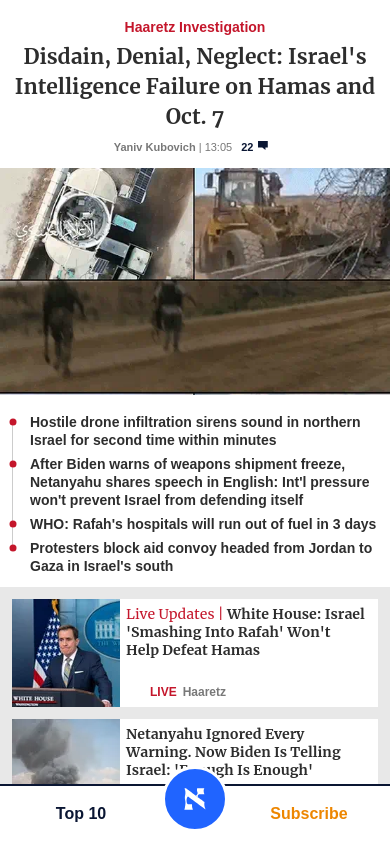 Haaretz Investigation
Disdain, Denial, Neglect: Israel's
Intelligence Failure on Hamas and
Oct. 7
Yaniv Kubovich | 13:05 22
Hostile drone infiltration sirens sound in northern
Israel for second time within minutes
After Biden warns of weapons shipment freeze,
Netanyahu shares speech in English: Int'l pressure
won't prevent Israel from defending itself
WHO: Rafah's hospitals will run out of fuel in 3 days
Protesters block aid convoy headed from Jordan to
Gaza in Israel's south
Live Updates | White House: Israel
'Smashing Into Rafah' Won't
Help Defeat Hamas
WHITE HOUSE
WASHINGTON
LIVE Haaretz
Netanyahu Ignored Every
Warning. Now Biden Is Telling
Israel: 'Enough Is Enough'
Top 10
Subscribe